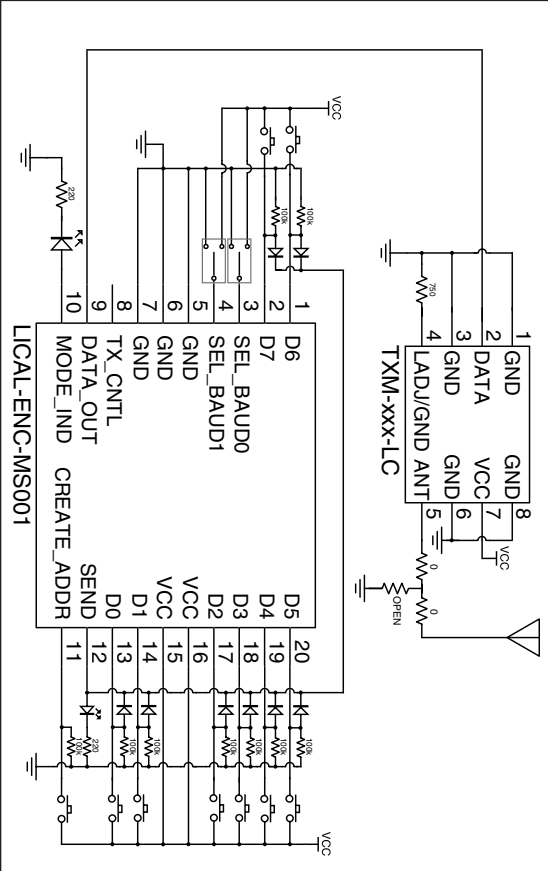 VCC
100k
100k
220
1 D6
2 D7
3 SEL_BAUD0
4 SEL_BAUD1
5 GND
6 GND
7 GND
8 TX_CNTL
9 DATA_OUT
10 MODE_IND
D5 20
D4 19
D3 18
D2 17
VCC 16
VCC 15
D1 14
D0 13
SEND 12
CREATE_ADDR 11
LICAL-ENC-MS001
100k
100k
100k
100k
100k
100k
220
100k
VCC
750
1 GND
2 DATA
3 GND
4 LADJ/GND
GND 8
VCC 7
GND 6
ANT 5
TXM-xxx-LC
VCC
0
OPEN
0